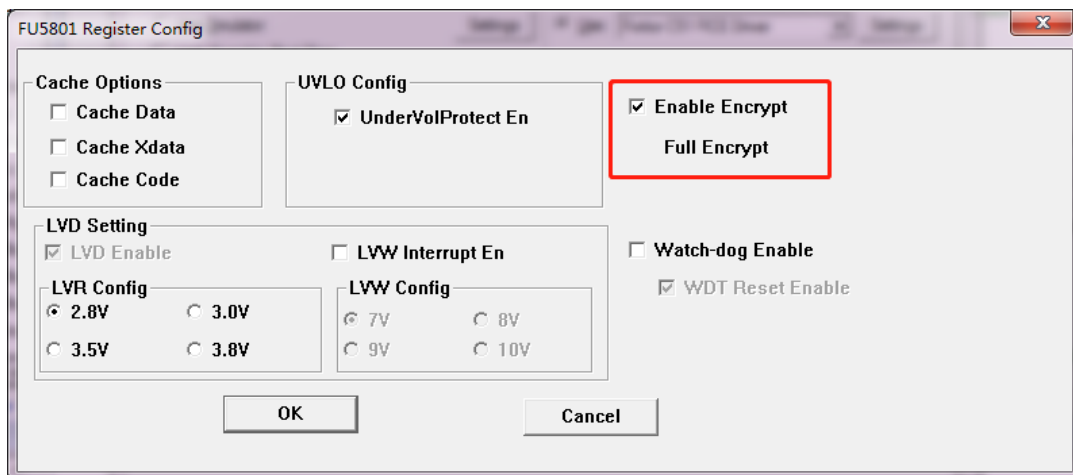 FU5801 Register Config
Cache Options
Cache Data
Cache Xdata
Cache Code
UVLO Config
UnderVolProtect En
Enable Encrypt
Full Encrypt
LVD Setting
LVD Enable
LVW Interrupt En
LVR Config
2.8V 3.0V
3.5V 3.8V
LVW Config
7V 8V
9V 10V
Watch-dog Enable
WDT Reset Enable
OK
Cancel